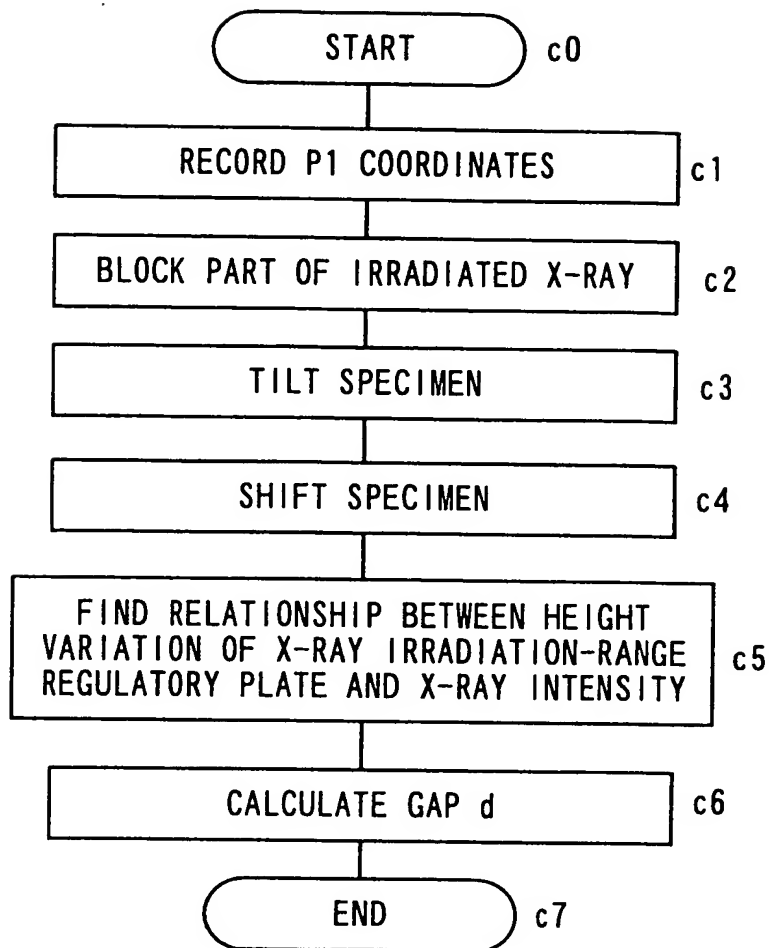 START c0
RECORD P1 COORDINATES c1
BLOCK PART OF IRRADIATED X-RAY c2
TILT SPECIMEN c3
SHIFT SPECIMEN c4
FIND RELATIONSHIP BETWEEN HEIGHT
VARIATION OF X-RAY IRRADIATION-RANGE c5
REGULATORY PLATE AND X-RAY INTENSITY
CALCULATE GAP d c6
END c7